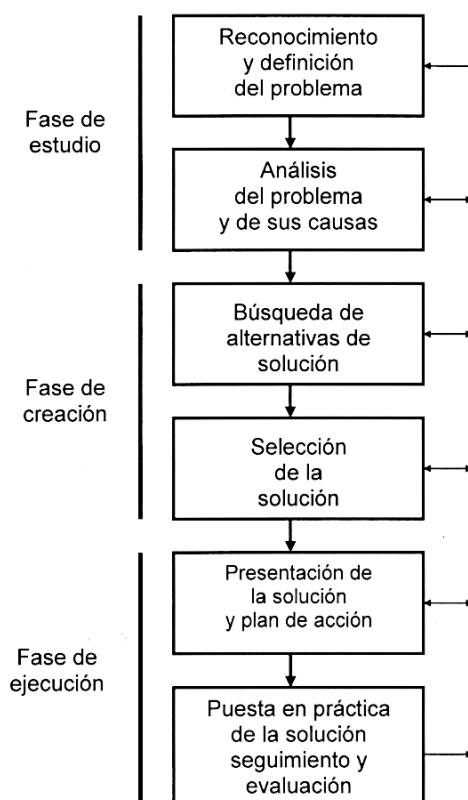 Reconocimiento
y definición
del problema
Fase de
estudio
Análisis
del problema
y de sus causas
Búsqueda de
alternativas de
solución
Fase de
creación
Selección
de la
solución
Presentación de
la solución
y plan de acción
Fase de
ejecución
Puesta en práctica
de la solución
seguimiento y
evaluación